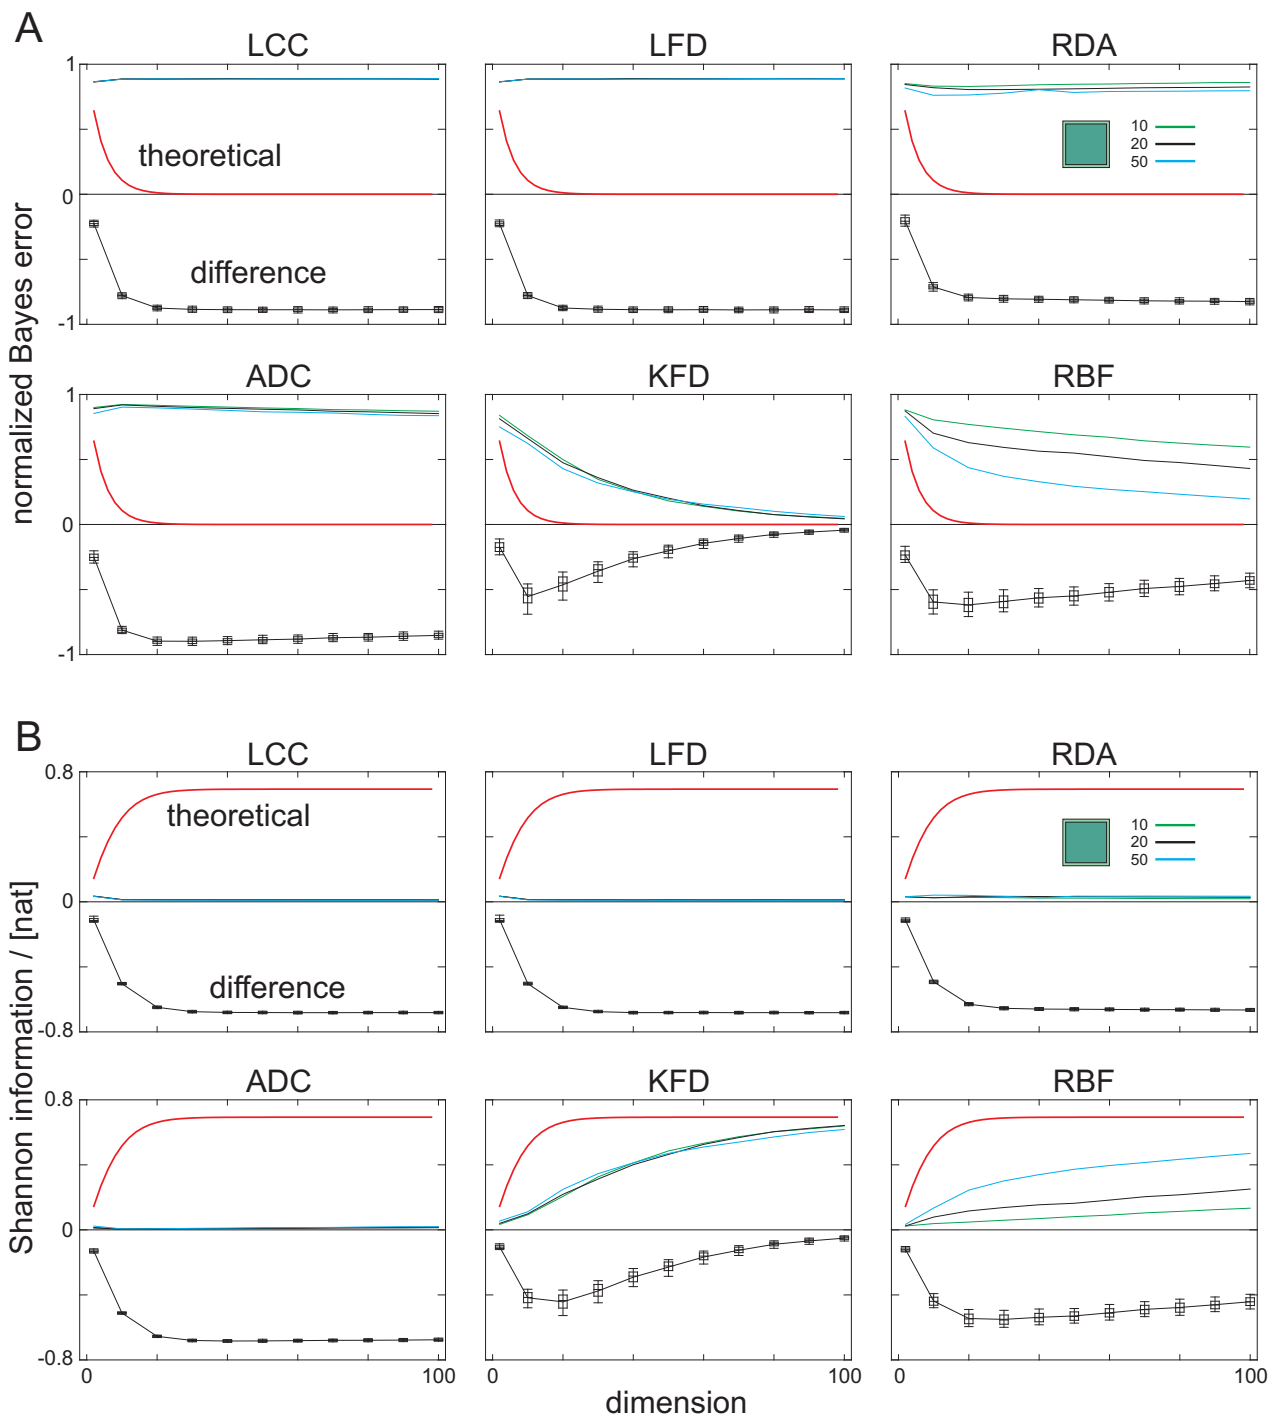 A
LCC LFD RDA
1
theoretical
10
20
50
0
difference
-1
normalized Bayes error
ADC KFD RBF
1
0
-1
B
LCC LFD RDA
0.8
theoretical
10
20
50
0
difference
-0.8
Shannon information / [nat]
ADC KFD RBF
0.8
0
-0.8
0 100 0 100 0 100
dimension